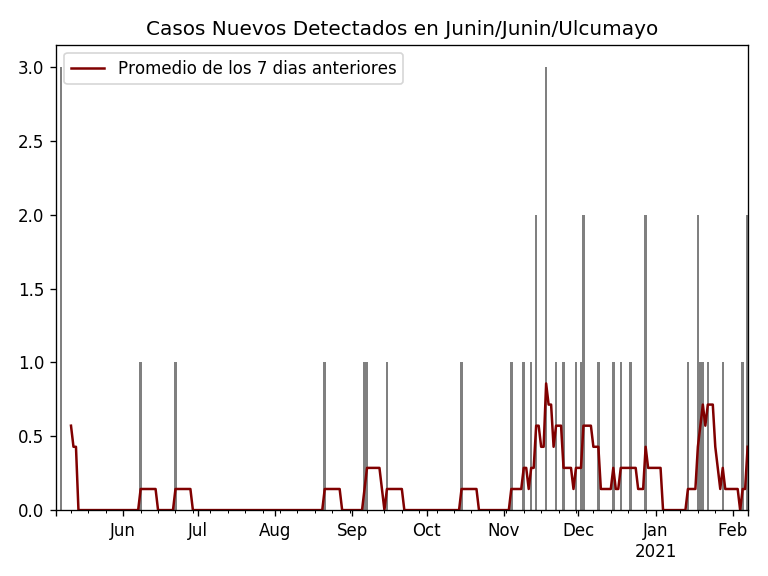 Casos Nuevos Detectados en Junin/Junin/Ulcumayo
Promedio de los 7 dias anteriores
3.0
2.5
2.0
1.5
1.0
0.5
0.0
Jun Jul Aug Sep Oct Nov Dec Jan Feb
2021